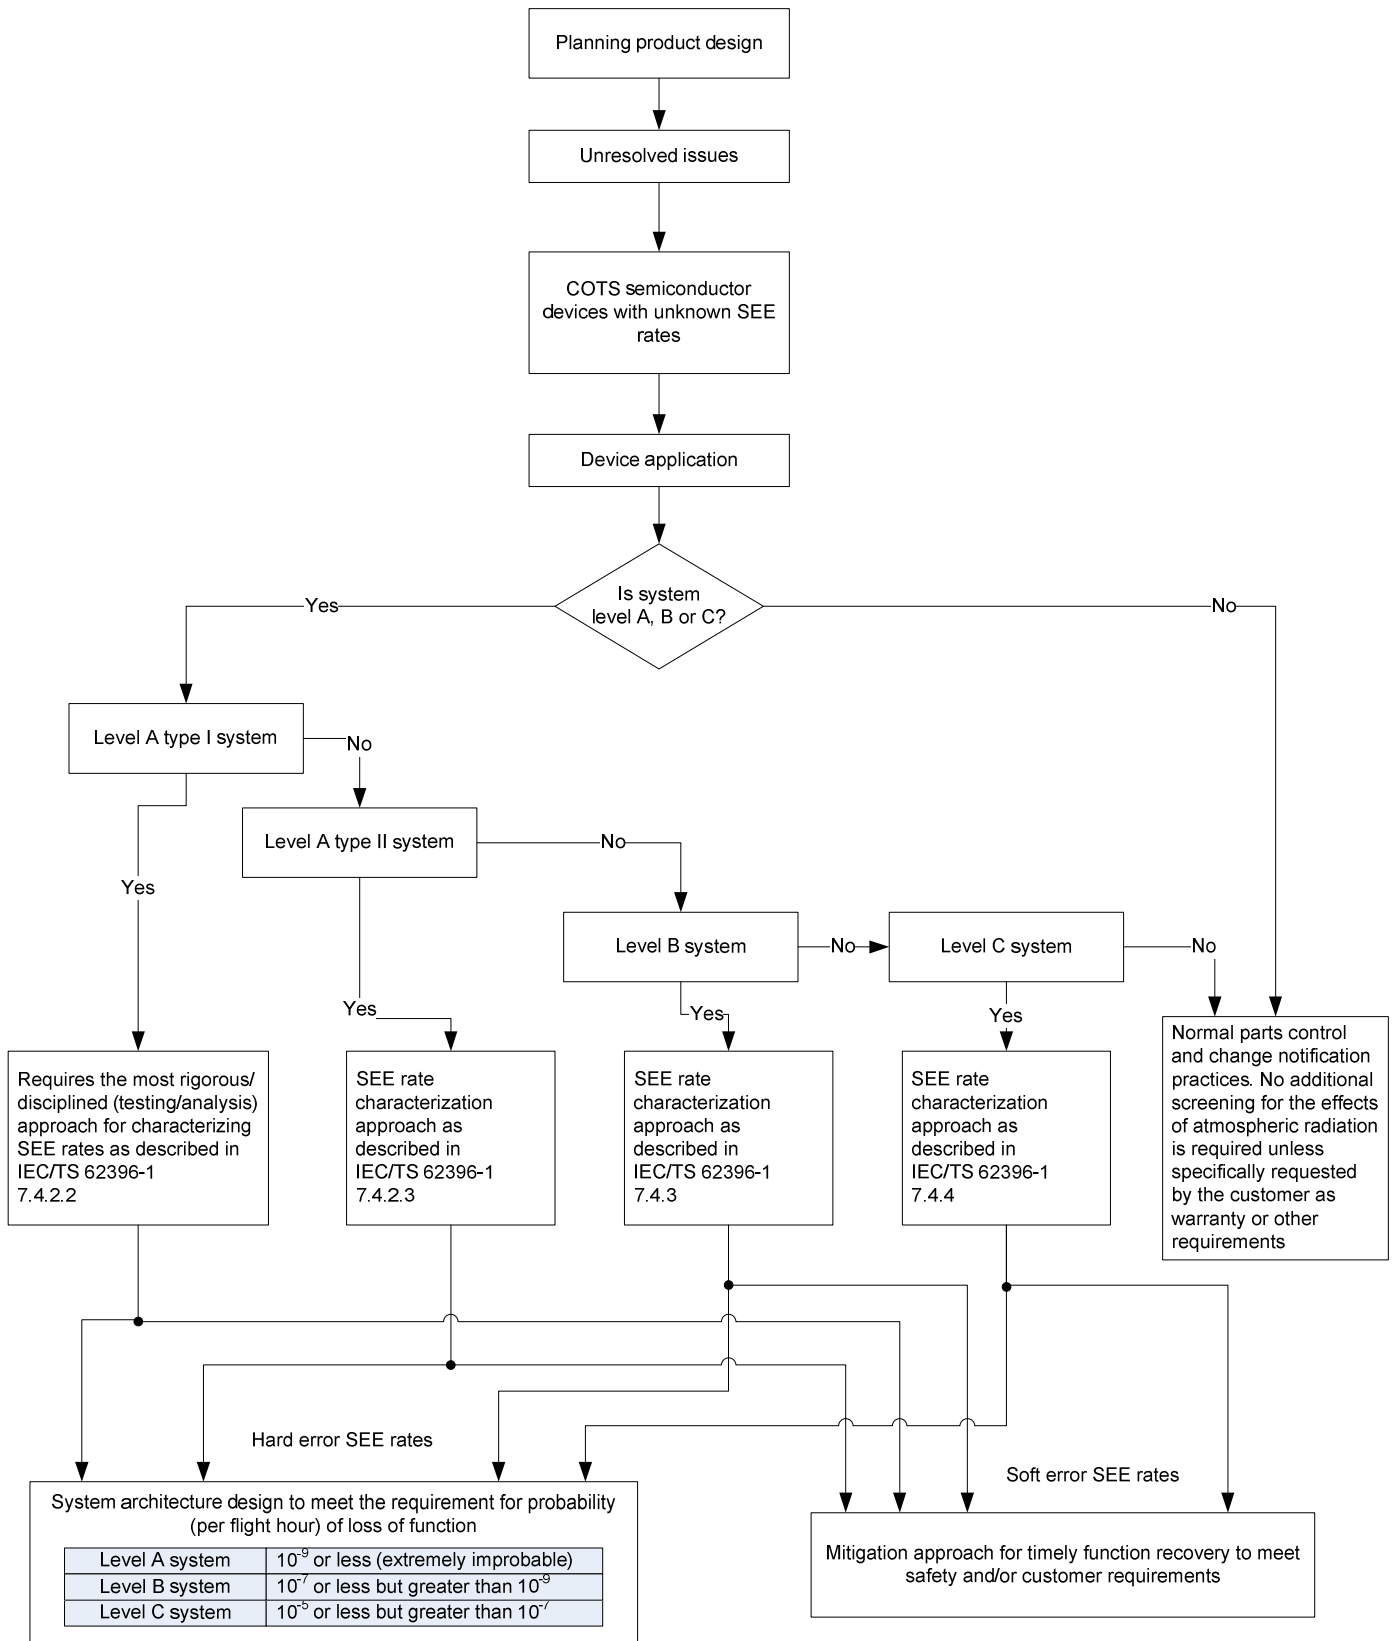 Planning product design
Unresolved issues
COTS semiconductor
devices with unknown SEE
rates
Device application
Is system
level A, B or C?
Yes
No
Level A type I system
No
Level A type II system
No
Yes
Level B system
No
Level C system
No
Yes
Yes
Yes
Requires the most rigorous/
disciplined (testing/analysis)
approach for characterizing
SEE rates as described in
IEC/TS 62396-1
7.4.2.2
SEE rate
characterization
approach as
described in
IEC/TS 62396-1
7.4.2.3
SEE rate
characterization
approach as
described in
IEC/TS 62396-1
7.4.3
SEE rate
characterization
approach as
described in
IEC/TS 62396-1
7.4.4
Normal parts control
and change notification
practices. No additional
screening for the effects
of atmospheric radiation
is required unless
specifically requested
by the customer as
warranty or other
requirements
Hard error SEE rates
Soft error SEE rates
System architecture design to meet the requirement for probability
(per flight hour) of loss of function
Level A system 10⁻⁹ or less (extremely improbable)
Level B system 10⁻⁷ or less but greater than 10⁻⁹
Level C system 10⁻⁵ or less but greater than 10⁻⁷
Mitigation approach for timely function recovery to meet
safety and/or customer requirements